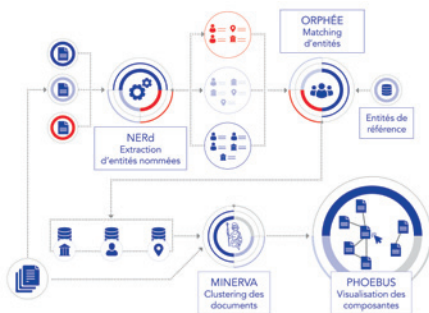 ORPHÉE
Matching
d'entités
NERd
Extraction
d'entités nommées
Entités de
référence
MINERVA
Clustering des
documents
PHOEBUS
Visualisation des
composantes